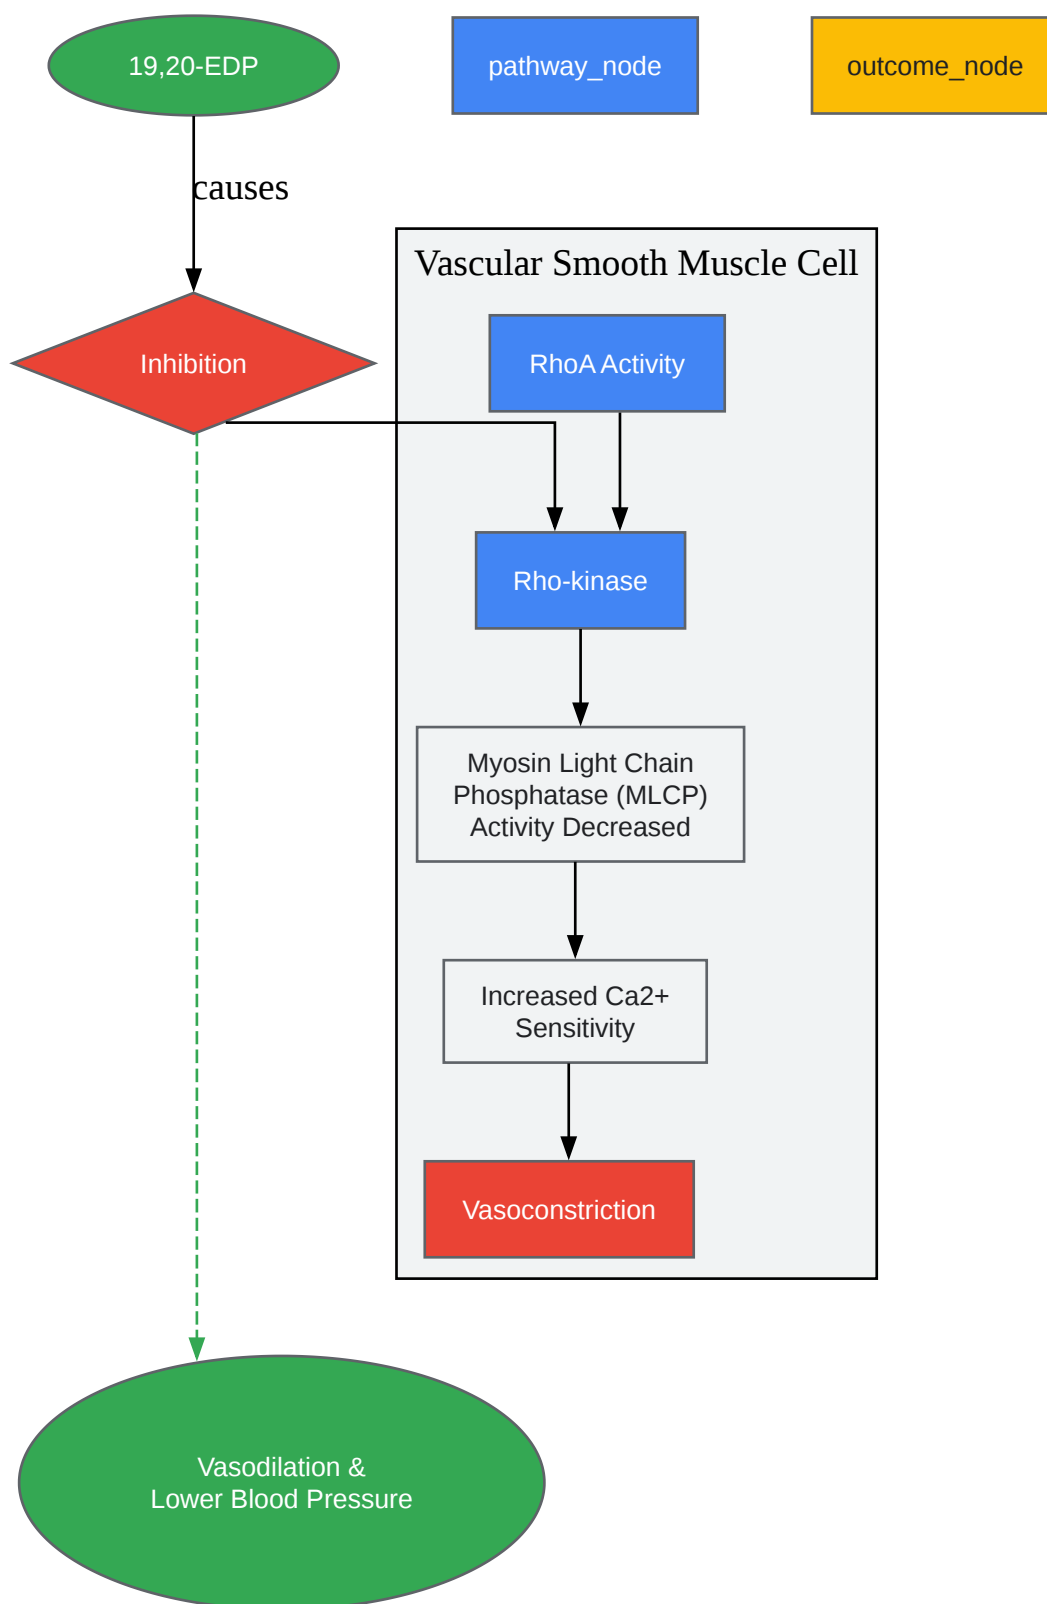 19,20-EDP
pathway_node
outcome_node
causes
Vascular Smooth Muscle Cell
Inhibition
RhoA Activity
Rho-kinase
Myosin Light Chain
Phosphatase (MLCP)
Activity Decreased
Increased Ca2+
Sensitivity
Vasoconstriction
Vasodilation &
Lower Blood Pressure